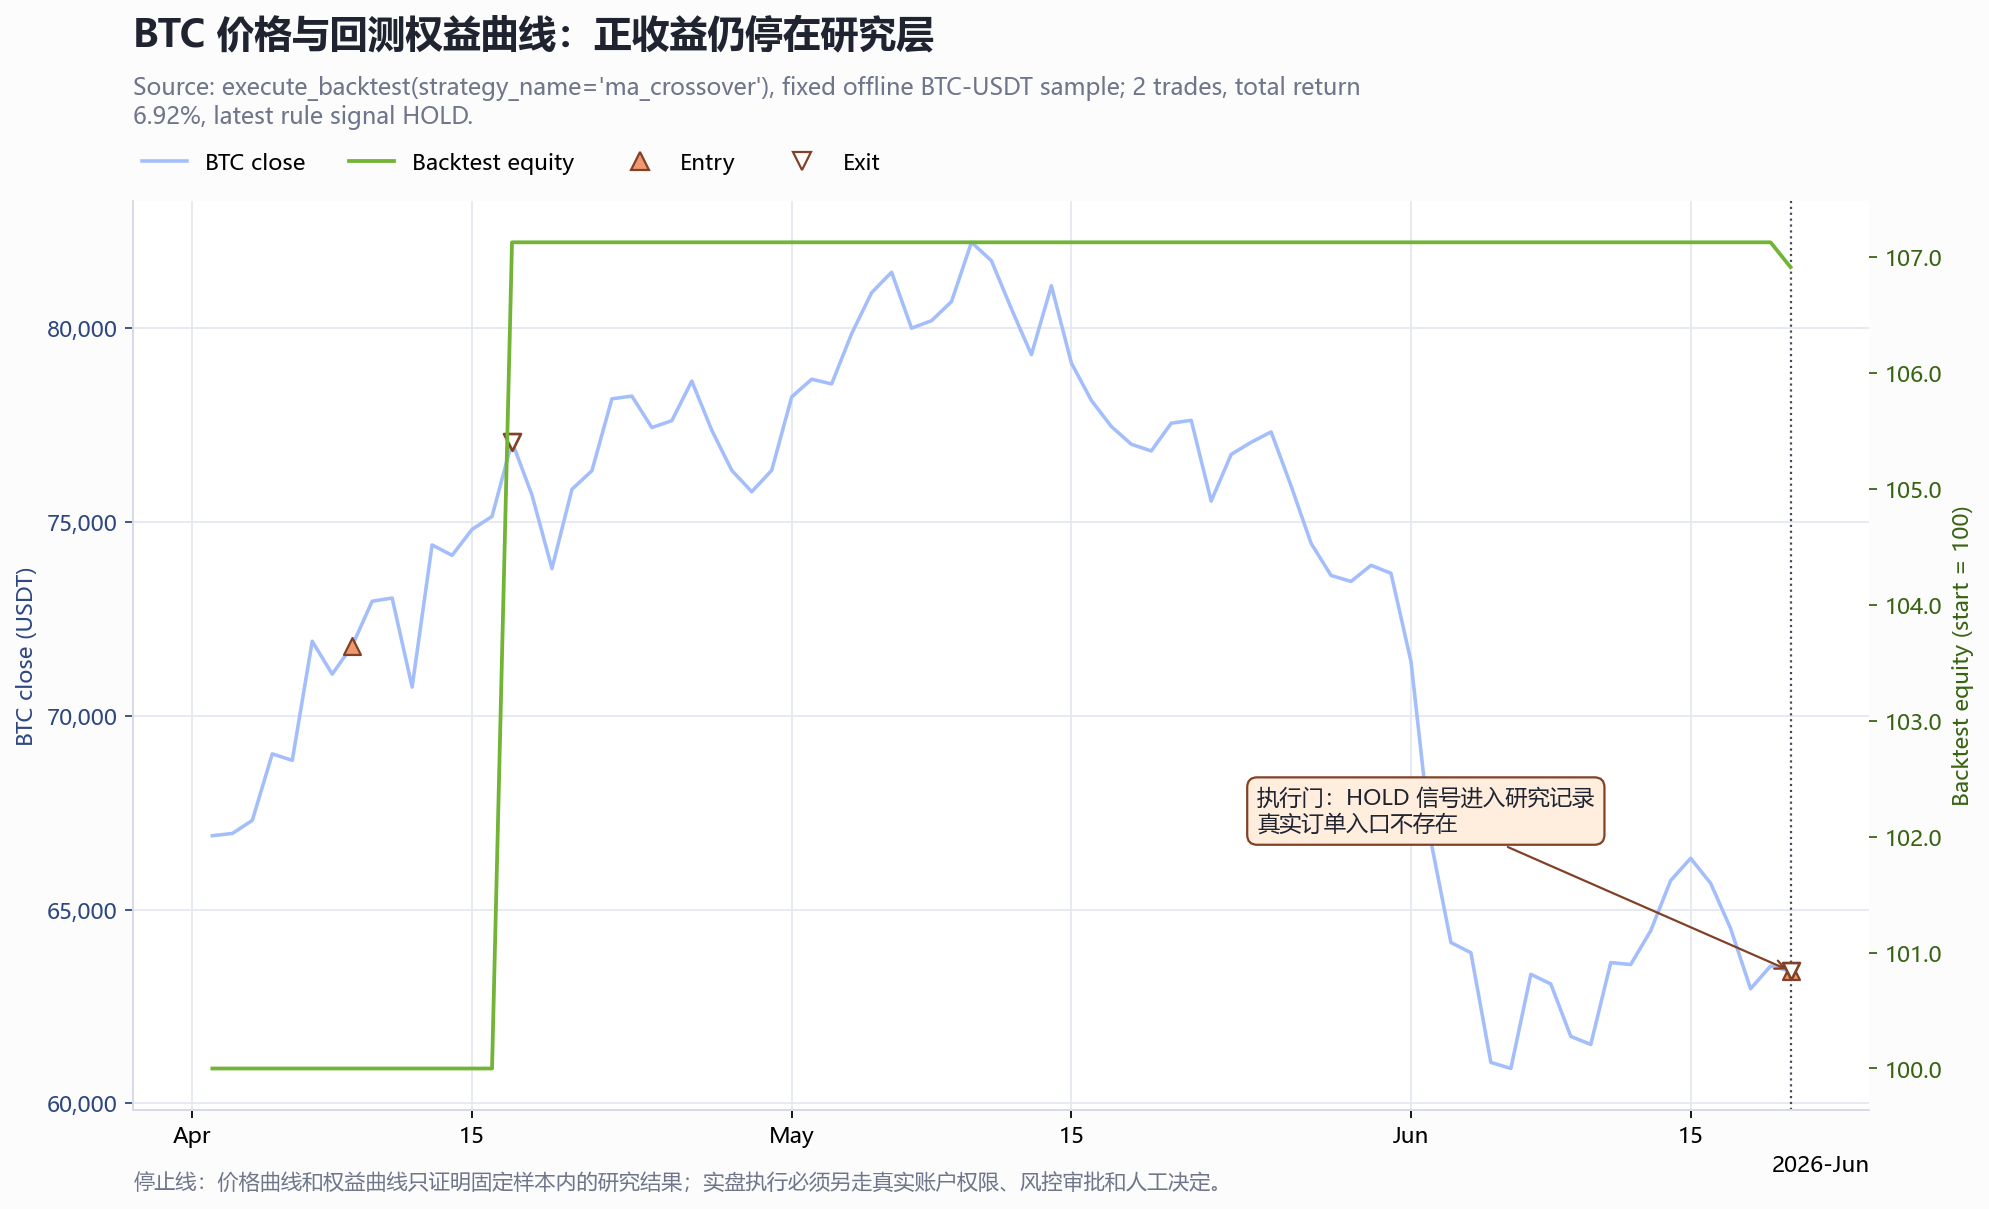 BTC 价格与回测权益曲线：正收益仍停在研究层
Source: execute_backtest(strategy_name='ma_crossover'), fixed offline BTC-USDT sample; 2 trades, total return
6.92%, latest rule signal HOLD.
BTC close
Backtest equity
Entry
Exit
80,000
75,000
70,000
65,000
60,000
BTC close (USDT)
107.0
106.0
105.0
104.0
103.0
102.0
101.0
100.0
Backtest equity (start = 100)
执行门：HOLD 信号进入研究记录
真实订单入口不存在
Apr
15
May
15
Jun
15
2026-Jun
停止线：价格曲线和权益曲线只证明固定样本内的研究结果；实盘执行必须另走真实账户权限、风控审批和人工决定。